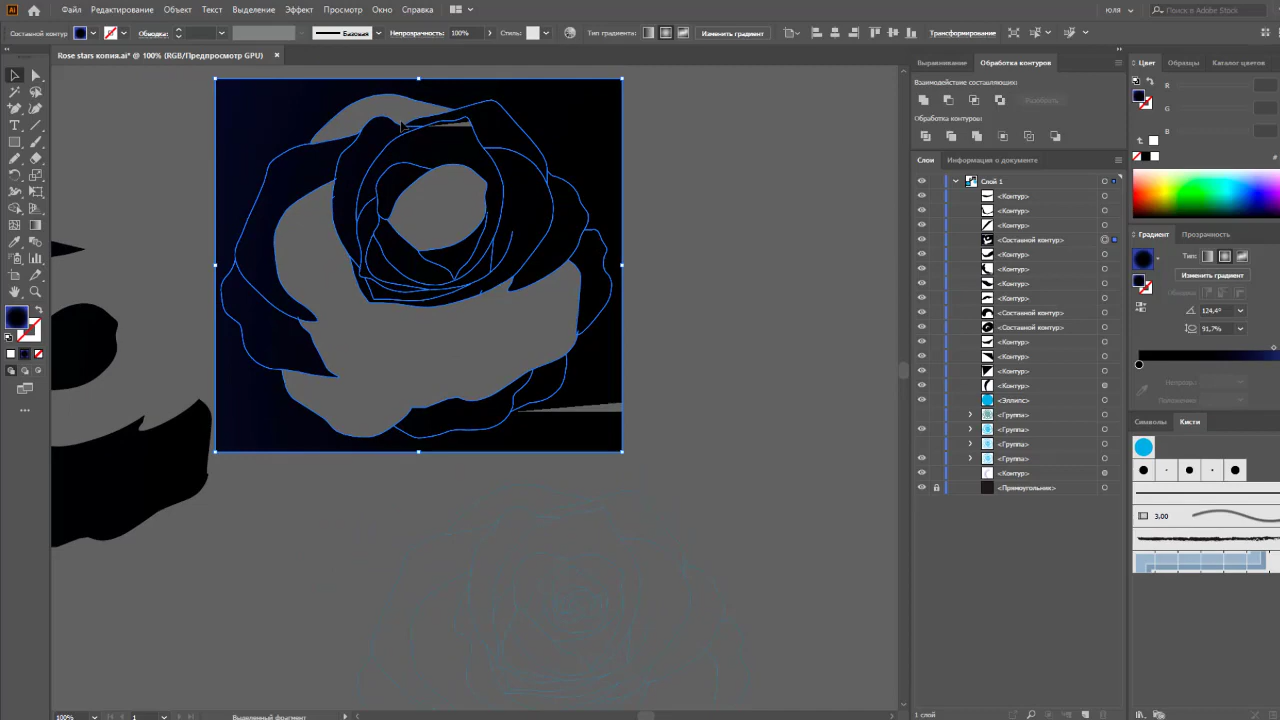 Ai Файл Редактирование Объект Текст Выделение Эффект Просмотр Окно Справка юля Поиск в Adobe Stock
Составной контур Обводка: Базовая Непрозрачность: 100% Стиль: Тип градиента: Изменить градиент Трансформирование
Rose stars копия.ai* @ 100% (RGB/Предпросмотр GPU) ×
Выравнивание Обработка контуров
Взаимодействие составляющих:
Разобрать
Обработка контуров:
Слои Информация о документе
Слой 1
<Контур>
<Контур>
<Контур>
<Составной контур>
<Контур>
<Контур>
<Контур>
<Контур>
<Составной контур>
<Составной контур>
<Контур>
<Контур>
<Контур>
<Контур>
<Эллипс>
<Группа>
<Группа>
<Группа>
<Группа>
<Контур>
<Прямоугольник>
1 слой
Цвет Образцы Каталог цветов
R
G
B
#
Градиент Прозрачность
Тип:
Изменить градиент
Обводка:
124,4°
91,7%
Символы Кисти
3,00
100% 1 Выделенный фрагмент